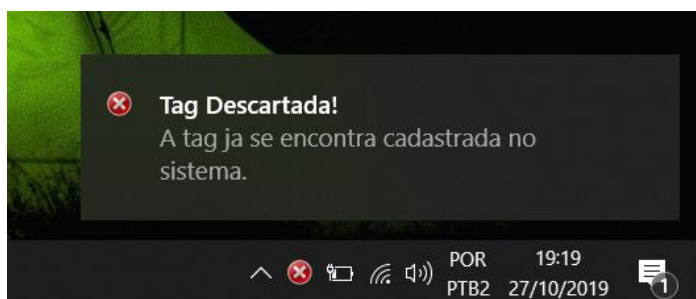 Tag Descartada!
A tag ja se encontra cadastrada no
sistema.
POR 19:19
PTB2 27/10/2019
1